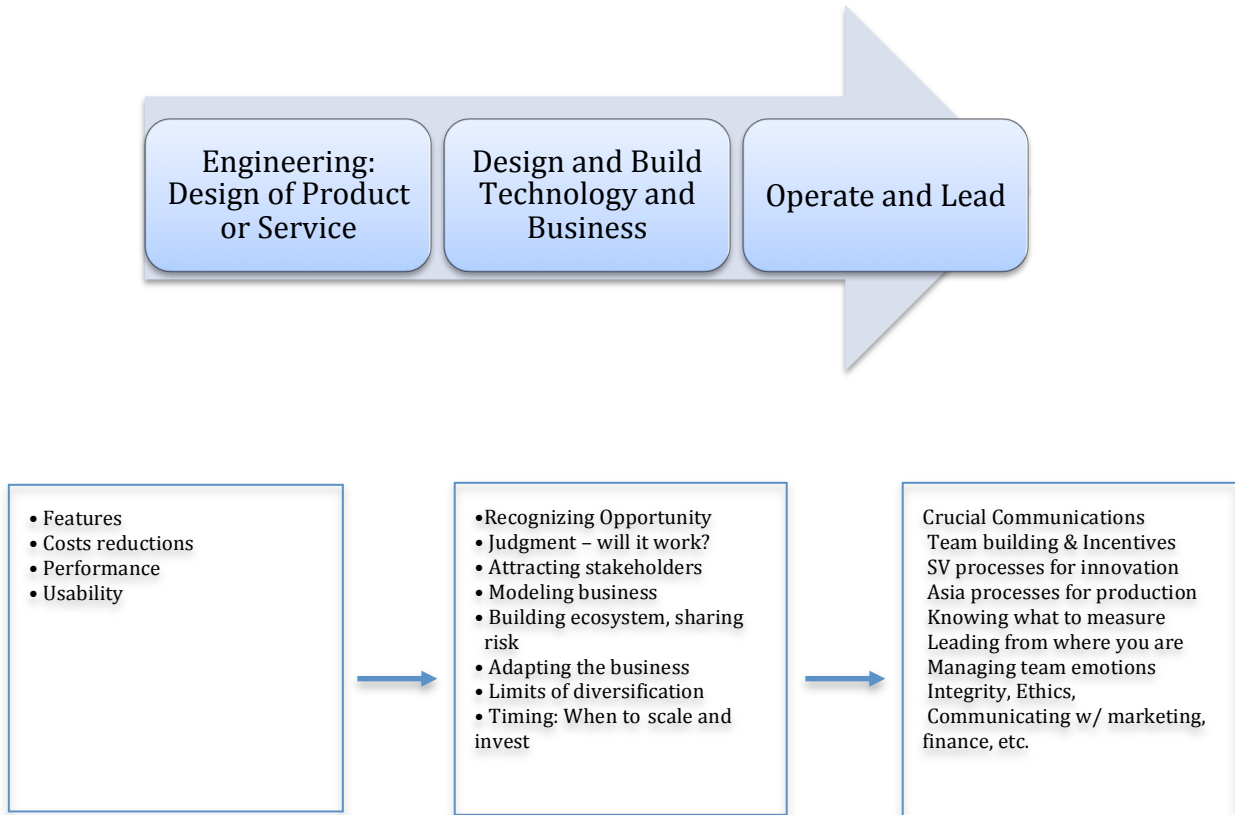 Engineering:
Design of Product
or Service
Design and Build
Technology and
Business
Operate and Lead
• Features
• Costs reductions
• Performance
• Usability
•Recognizing Opportunity
• Judgment – will it work?
• Attracting stakeholders
• Modeling business
• Building ecosystem, sharing
risk
• Adapting the business
• Limits of diversification
• Timing: When to scale and
invest
Crucial Communications
Team building & Incentives
SV processes for innovation
Asia processes for production
Knowing what to measure
Leading from where you are
Managing team emotions
Integrity, Ethics,
Communicating w/ marketing,
finance, etc.